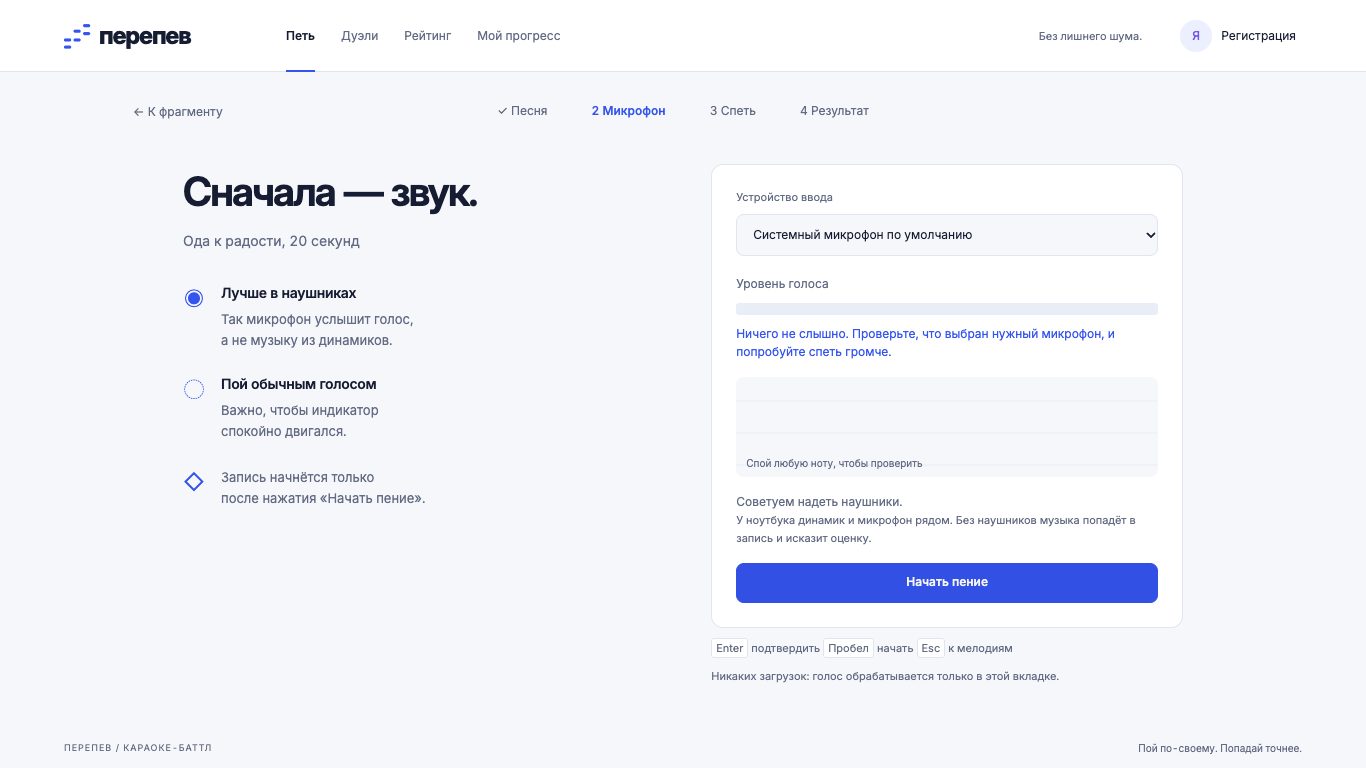 перепев
Петь
Дуэли
Рейтинг
Мой прогресс
Без лишнего шума.
Я
Регистрация
← К фрагменту
✓ Песня
2 Микрофон
3 Спеть
4 Результат
Сначала — звук.
Ода к радости, 20 секунд
Лучше в наушниках
Так микрофон услышит голос,
а не музыку из динамиков.
Пой обычным голосом
Важно, чтобы индикатор
спокойно двигался.
Запись начнётся только
после нажатия «Начать пение».
Устройство ввода
Системный микрофон по умолчанию
Уровень голоса
Ничего не слышно. Проверьте, что выбран нужный микрофон, и
попробуйте спеть громче.
Спой любую ноту, чтобы проверить
Советуем надеть наушники.
У ноутбука динамик и микрофон рядом. Без наушников музыка попадёт в
запись и исказит оценку.
Начать пение
Enter подтвердить Пробел начать Esc к мелодиям
Никаких загрузок: голос обрабатывается только в этой вкладке.
ПЕРЕПЕВ / КАРАОКЕ-БАТТЛ
Пой по-своему. Попадай точнее.